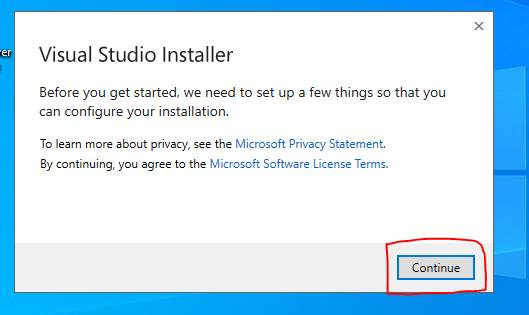 Visual Studio Installer
Before you get started, we need to set up a few things so that you
can configure your installation.
To learn more about privacy, see the Microsoft Privacy Statement.
By continuing, you agree to the Microsoft Software License Terms.
Continue